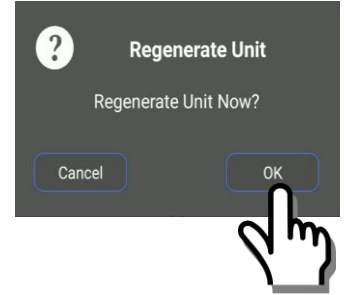 ?
Regenerate Unit
Regenerate Unit Now?
Cancel
OK